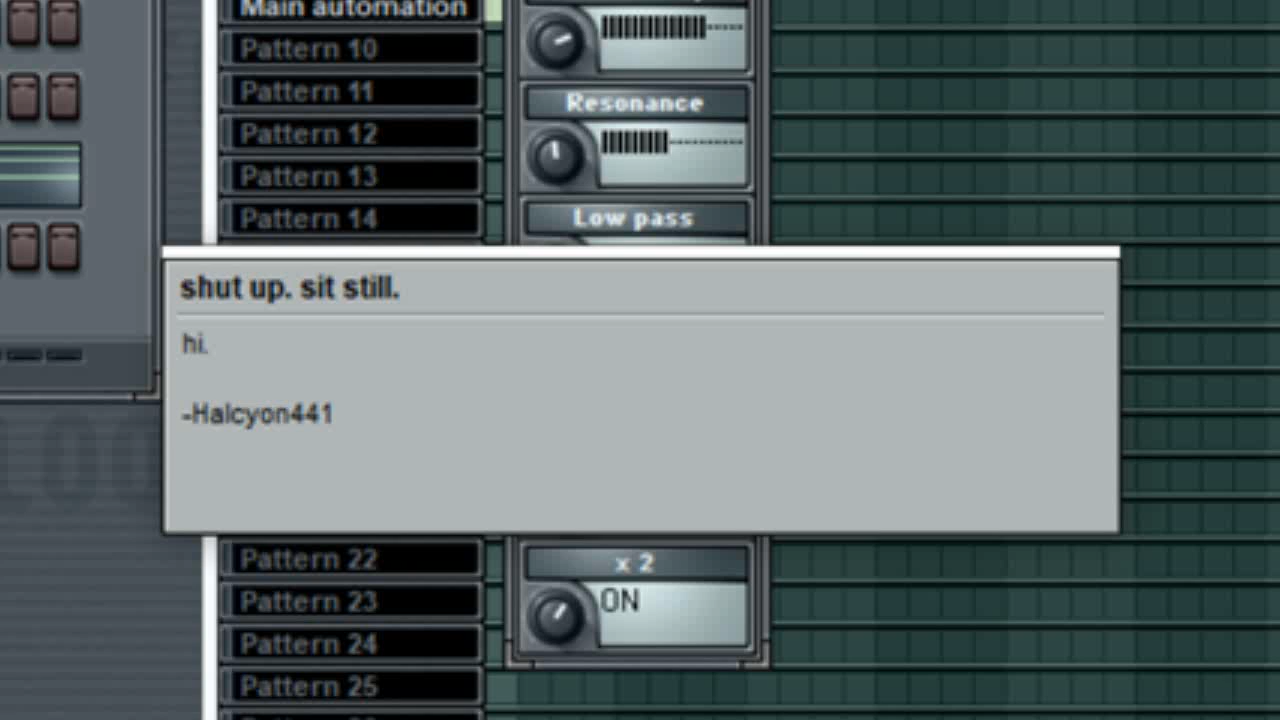 Main automation
Pattern 10
Pattern 11
Pattern 12
Pattern 13
Pattern 14
Resonance
Low pass
shut up. sit still.
hi.
-Halcyon441
Pattern 22
Pattern 23
Pattern 24
Pattern 25
x 2
ON